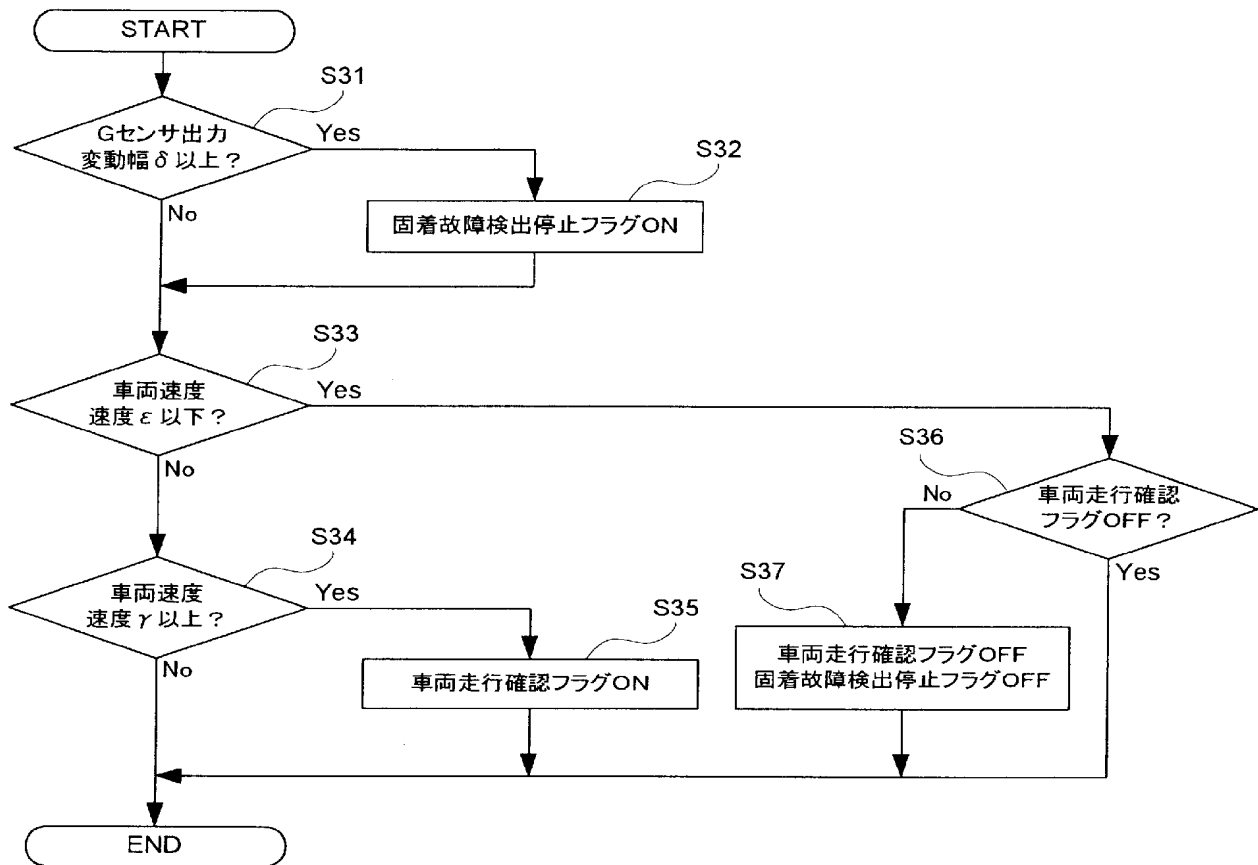 START
S31
Gセンサ出力
変動幅δ以上?
Yes
No
S32
固着故障検出停止フラグON
S33
車両速度
速度ε以下?
Yes
No
S36
車両走行確認
フラグOFF?
No
Yes
S34
車両速度
速度γ以上?
Yes
No
S35
車両走行確認フラグON
S37
車両走行確認フラグOFF
固着故障検出停止フラグOFF
END